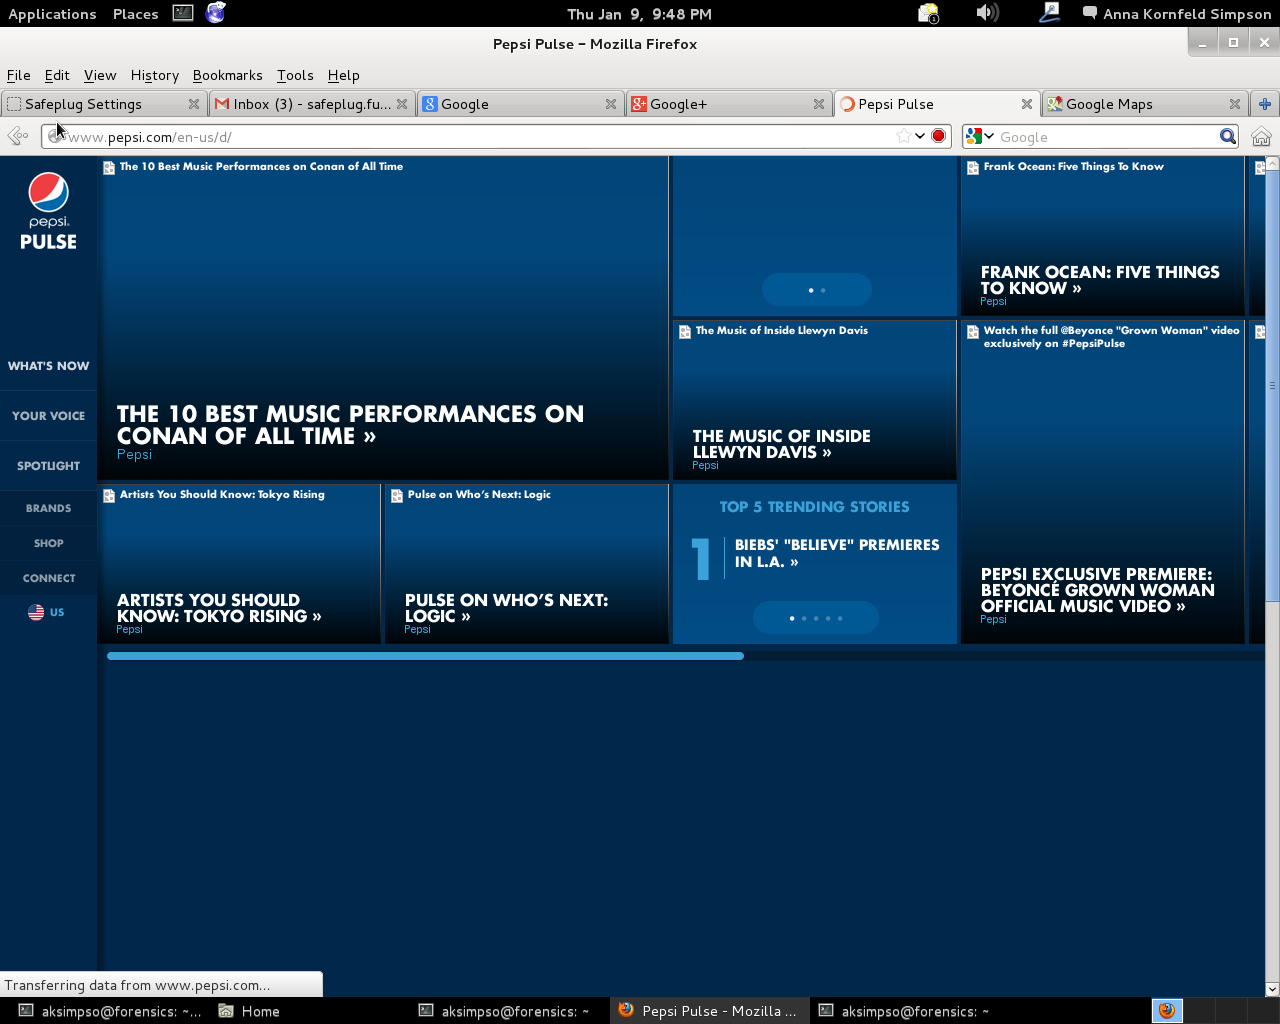 Applications Places Thu Jan 9, 9:48 PM 1 Anna Kornfeld Simpson
Pepsi Pulse – Mozilla Firefox
File Edit View History Bookmarks Tools Help
Safeplug Settings Inbox (3) - safeplug.fu... Google Google+ Pepsi Pulse Google Maps
www.pepsi.com/en-us/d/ Google
pepsi
PULSE
WHAT'S NOW
YOUR VOICE
SPOTLIGHT
BRANDS
SHOP
CONNECT
US
The 10 Best Music Performances on Conan of All Time
THE 10 BEST MUSIC PERFORMANCES ON
CONAN OF ALL TIME »
Pepsi
Frank Ocean: Five Things To Know
FRANK OCEAN: FIVE THINGS
TO KNOW »
Pepsi
The Music of Inside Llewyn Davis
THE MUSIC OF INSIDE
LLEWYN DAVIS »
Pepsi
Watch the full @Beyonce "Grown Woman" video
exclusively on #PepsiPulse
PEPSI EXCLUSIVE PREMIERE:
BEYONCÉ GROWN WOMAN
OFFICIAL MUSIC VIDEO »
Pepsi
Artists You Should Know: Tokyo Rising
ARTISTS YOU SHOULD
KNOW: TOKYO RISING »
Pepsi
Pulse on Who's Next: Logic
PULSE ON WHO'S NEXT:
LOGIC »
Pepsi
TOP 5 TRENDING STORIES
1 BIEBS' "BELIEVE" PREMIERES
IN L.A. »
Transferring data from www.pepsi.com...
aksimpso@forensics: ~... Home aksimpso@forensics: ~ Pepsi Pulse - Mozilla ... aksimpso@forensics: ~